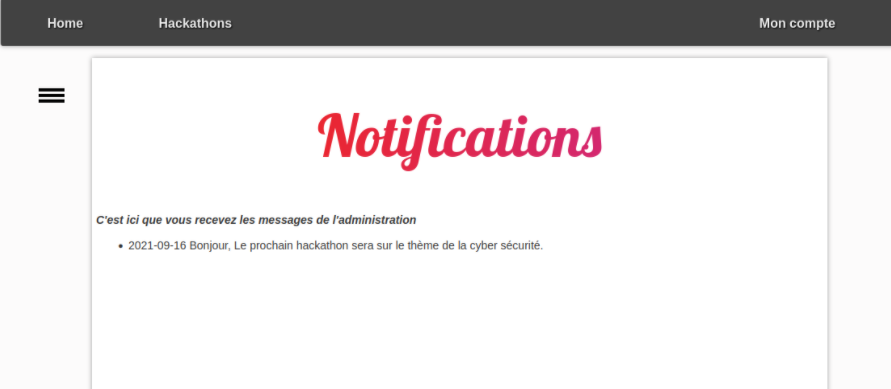 Home Hackathons Mon compte
Notifications
C'est ici que vous recevez les messages de l'administration
• 2021-09-16 Bonjour, Le prochain hackathon sera sur le thème de la cyber sécurité.